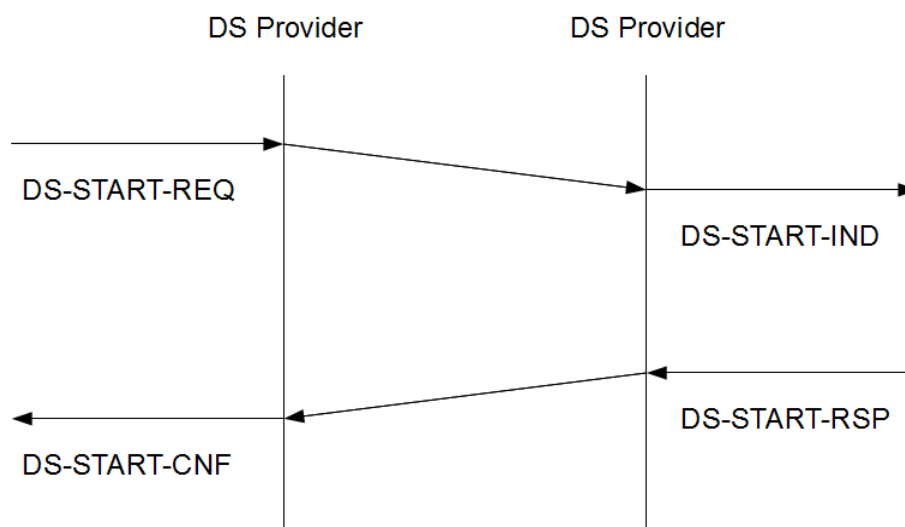 DS Provider
DS Provider
DS-START-REQ
DS-START-IND
DS-START-RSP
DS-START-CNF